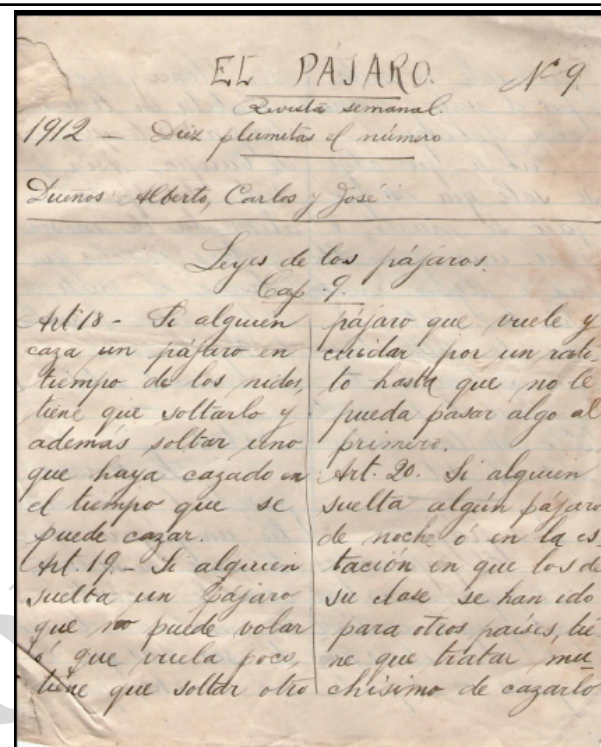 EL PÁJARO. Nº 9
Revista semanal.
1912 - Diez plumitas el número
Dueños: Alberto, Carlos y José
Leyes de los pájaros.
Cap. 9.
Art 18 - Si alguien
caza un pájaro en
tiempo de los nidos,
tiene que soltarlo y
además soltar uno
que haya cazado en
el tiempo que se
puede cazar.
Art. 19. - Si alguien
suelta un pájaro
que no puede volar
ó que vuela poco,
tiene que soltar otro
pájaro que vuele y
cuidar por un rati-
to hasta que no le
pueda pasar algo al
primero.
Art. 20. Si alguien
suelta algún pájaro
de noche ó en la es-
tación en que los de
su clase se han ido
para otros países, tie
ne que tratar mu
chísimo de cazarlo